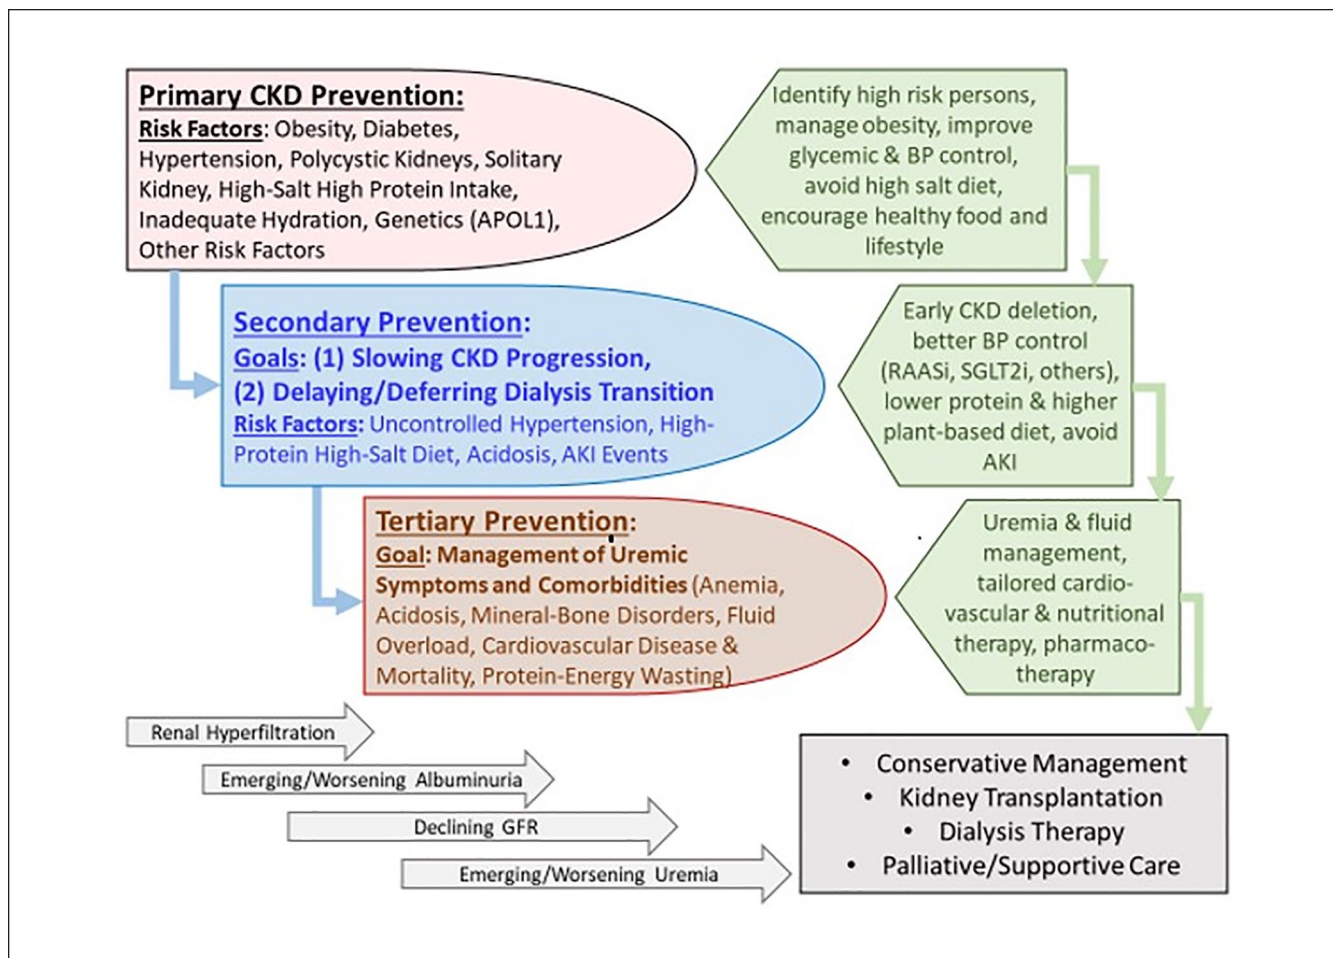 Primary CKD Prevention:
Risk Factors: Obesity, Diabetes,
Hypertension, Polycystic Kidneys, Solitary
Kidney, High-Salt High Protein Intake,
Inadequate Hydration, Genetics (APOL1),
Other Risk Factors
Identify high risk persons,
manage obesity, improve
glycemic & BP control,
avoid high salt diet,
encourage healthy food and
lifestyle
Secondary Prevention:
Goals: (1) Slowing CKD Progression,
(2) Delaying/Deferring Dialysis Transition
Risk Factors: Uncontrolled Hypertension, High-
Protein High-Salt Diet, Acidosis, AKI Events
Early CKD deletion,
better BP control
(RAASi, SGLT2i, others),
lower protein & higher
plant-based diet, avoid
AKI
Tertiary Prevention:
Goal: Management of Uremic
Symptoms and Comorbidities (Anemia,
Acidosis, Mineral-Bone Disorders, Fluid
Overload, Cardiovascular Disease &
Mortality, Protein-Energy Wasting)
Uremia & fluid
management,
tailored cardio-
vascular & nutritional
therapy, pharmaco-
therapy
Renal Hyperfiltration
Emerging/Worsening Albuminuria
Declining GFR
Emerging/Worsening Uremia
• Conservative Management
• Kidney Transplantation
• Dialysis Therapy
• Palliative/Supportive Care